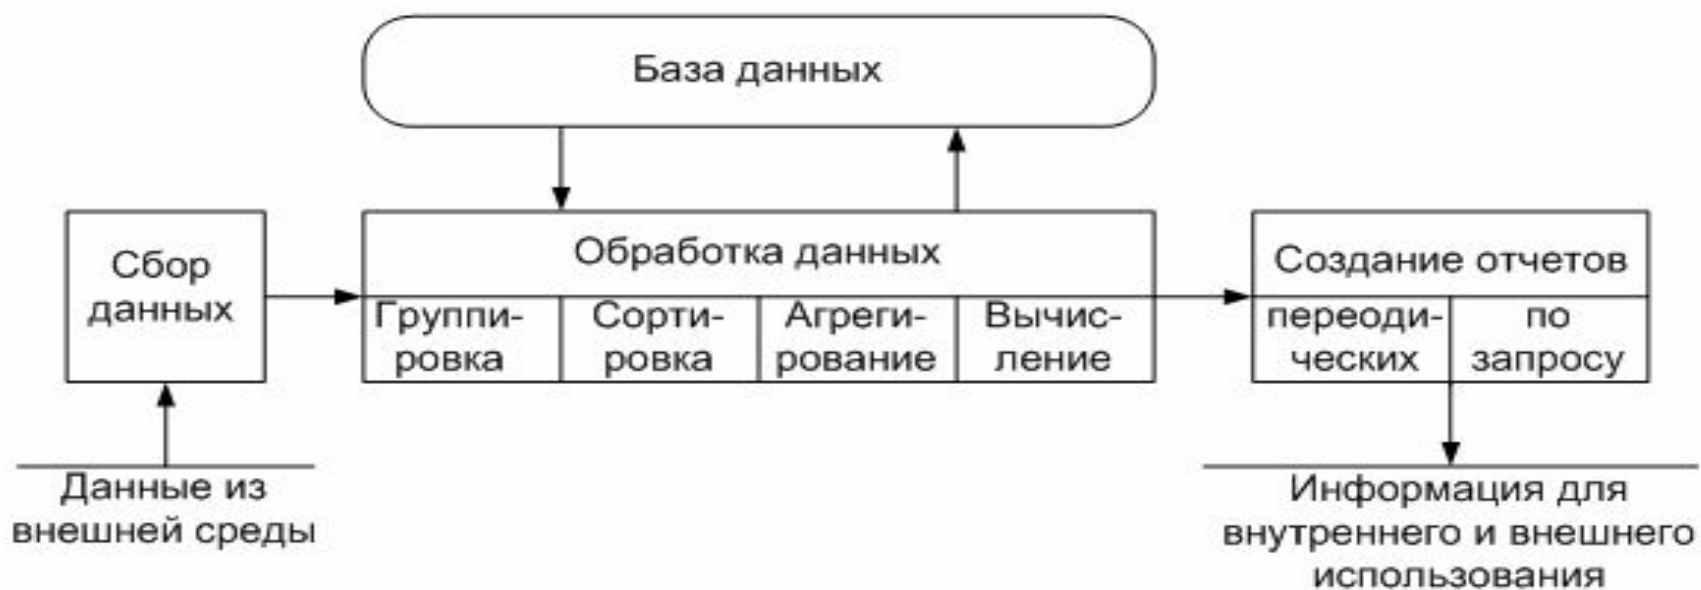 База данных
Сбор
данных
Обработка данных
Группи-
ровка
Сорти-
ровка
Агреги-
рование
Вычис-
ление
Создание отчетов
переоди-
ческих
по
запросу
Данные из
внешней среды
Информация для
внутреннего и внешнего
использования